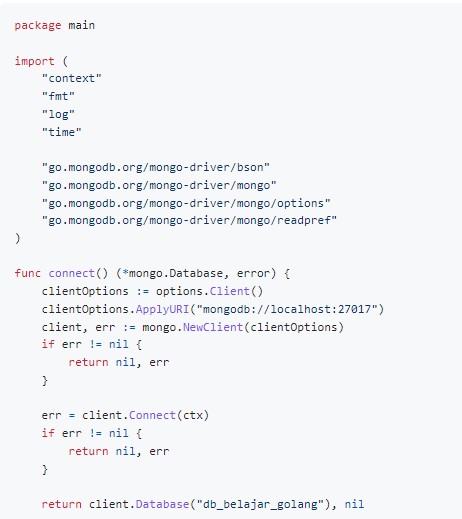 package main
import (
"context"
"fmt"
"log"
"time"
"go.mongodb.org/mongo-driver/bson"
"go.mongodb.org/mongo-driver/mongo"
"go.mongodb.org/mongo-driver/mongo/options"
"go.mongodb.org/mongo-driver/mongo/readpref"
)
func connect() (*mongo.Database, error) {
clientOptions := options.Client()
clientOptions.ApplyURI("mongodb://localhost:27017")
client, err := mongo.NewClient(clientOptions)
if err != nil {
return nil, err
}
err = client.Connect(ctx)
if err != nil {
return nil, err
}
return client.Database("db_belajar_golang"), nil